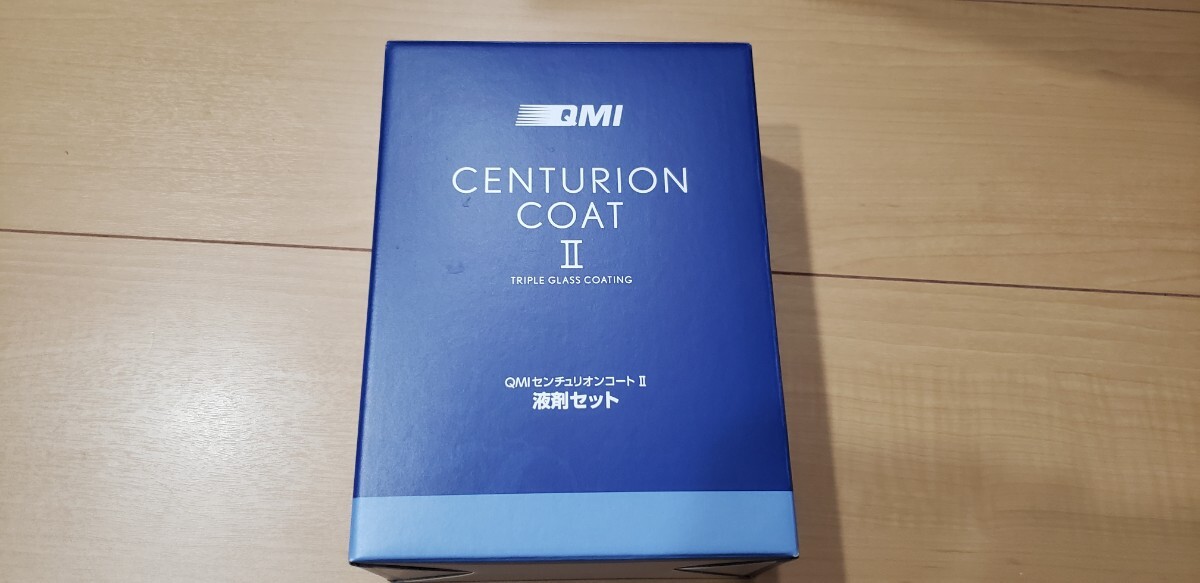 QMI
CENTURION
COAT
Ⅱ
TRIPLE GLASS COATING
QMIセンチュリオンコートⅡ
液剤セット